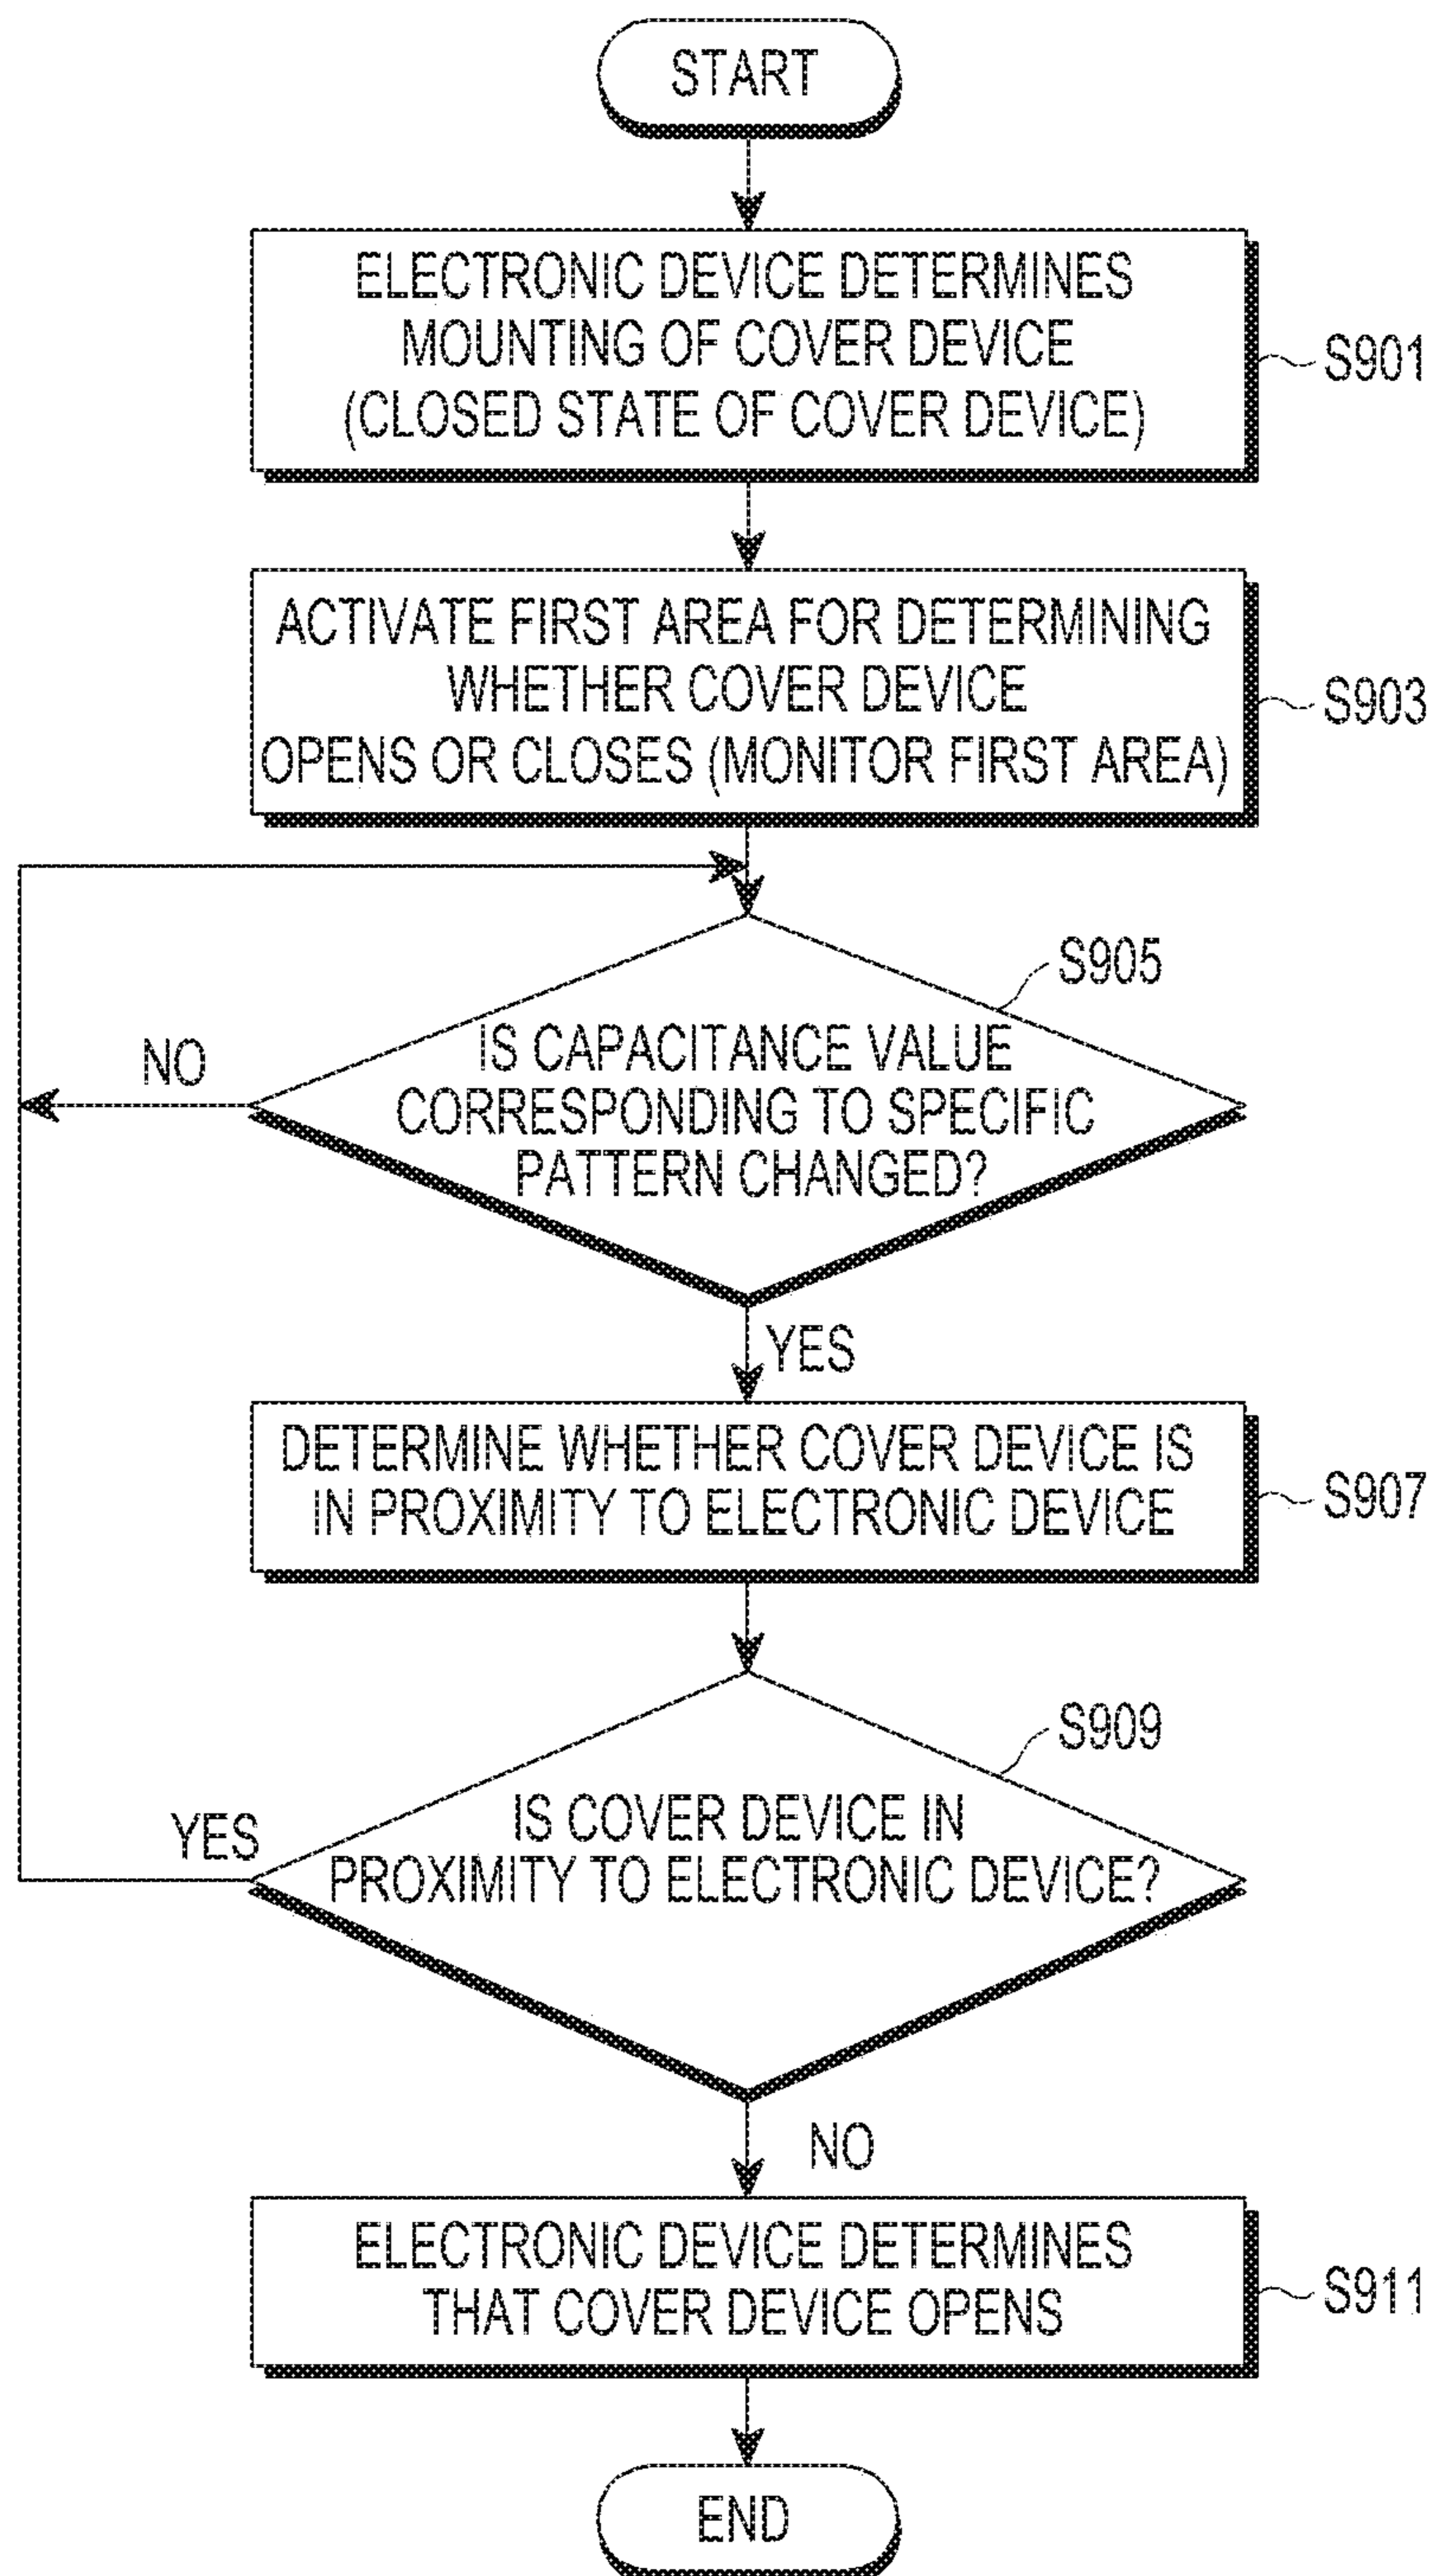 START
ELECTRONIC DEVICE DETERMINES
MOUNTING OF COVER DEVICE
(CLOSED STATE OF COVER DEVICE)
S901
ACTIVATE FIRST AREA FOR DETERMINING
WHETHER COVER DEVICE
OPENS OR CLOSES (MONITOR FIRST AREA)
S903
S905
IS CAPACITANCE VALUE
CORRESPONDING TO SPECIFIC
PATTERN CHANGED?
NO
YES
DETERMINE WHETHER COVER DEVICE IS
IN PROXIMITY TO ELECTRONIC DEVICE
S907
S909
IS COVER DEVICE IN
PROXIMITY TO ELECTRONIC DEVICE?
YES
NO
ELECTRONIC DEVICE DETERMINES
THAT COVER DEVICE OPENS
S911
END